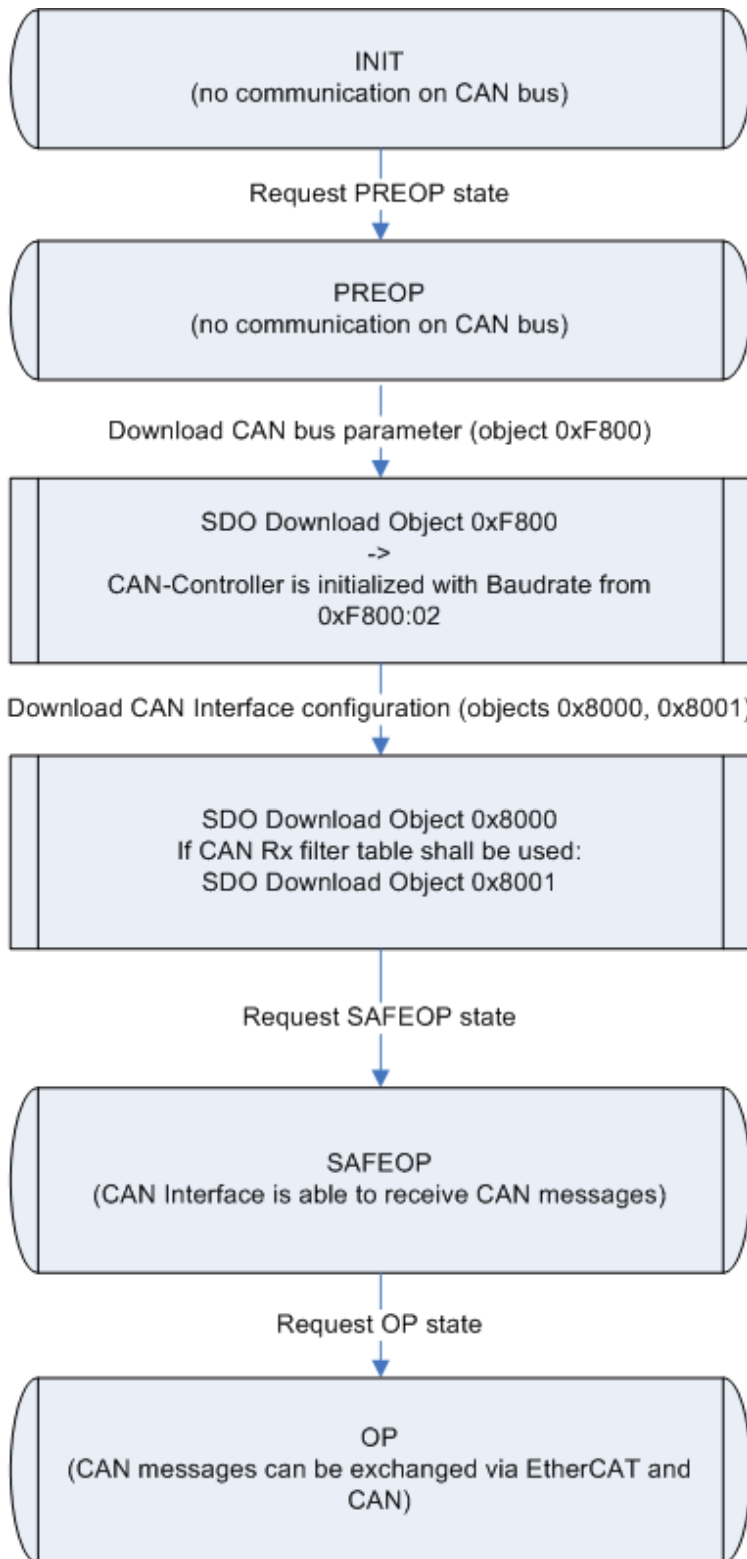 INIT
(no communication on CAN bus)
Request PREOP state
PREOP
(no communication on CAN bus)
Download CAN bus parameter (object 0xF800)
SDO Download Object 0xF800
->
CAN-Controller is initialized with Baudrate from
0xF800:02
Download CAN Interface configuration (objects 0x8000, 0x8001)
SDO Download Object 0x8000
If CAN Rx filter table shall be used:
SDO Download Object 0x8001
Request SAFEOP state
SAFEOP
(CAN Interface is able to receive CAN messages)
Request OP state
OP
(CAN messages can be exchanged via EtherCAT and
CAN)